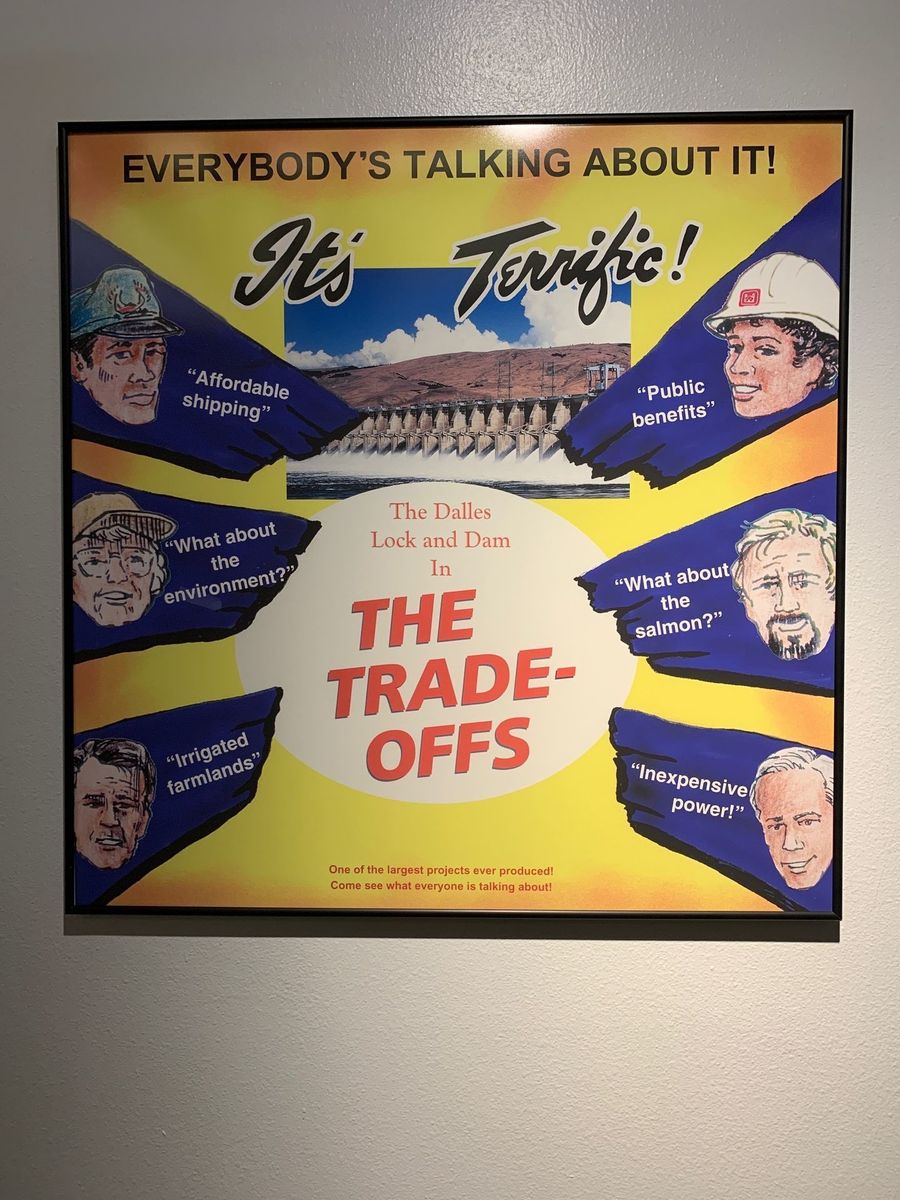 EVERYBODY'S TALKING ABOUT IT!
It's Terrific!
"Affordable
shipping"
"Public
benefits"
"What about
the
environment?"
"What about
the
salmon?"
"Irrigated
farmlands"
"Inexpensive
power!"
The Dalles
Lock and Dam
In
THE
TRADE-
OFFS
One of the largest projects ever produced!
Come see what everyone is talking about!